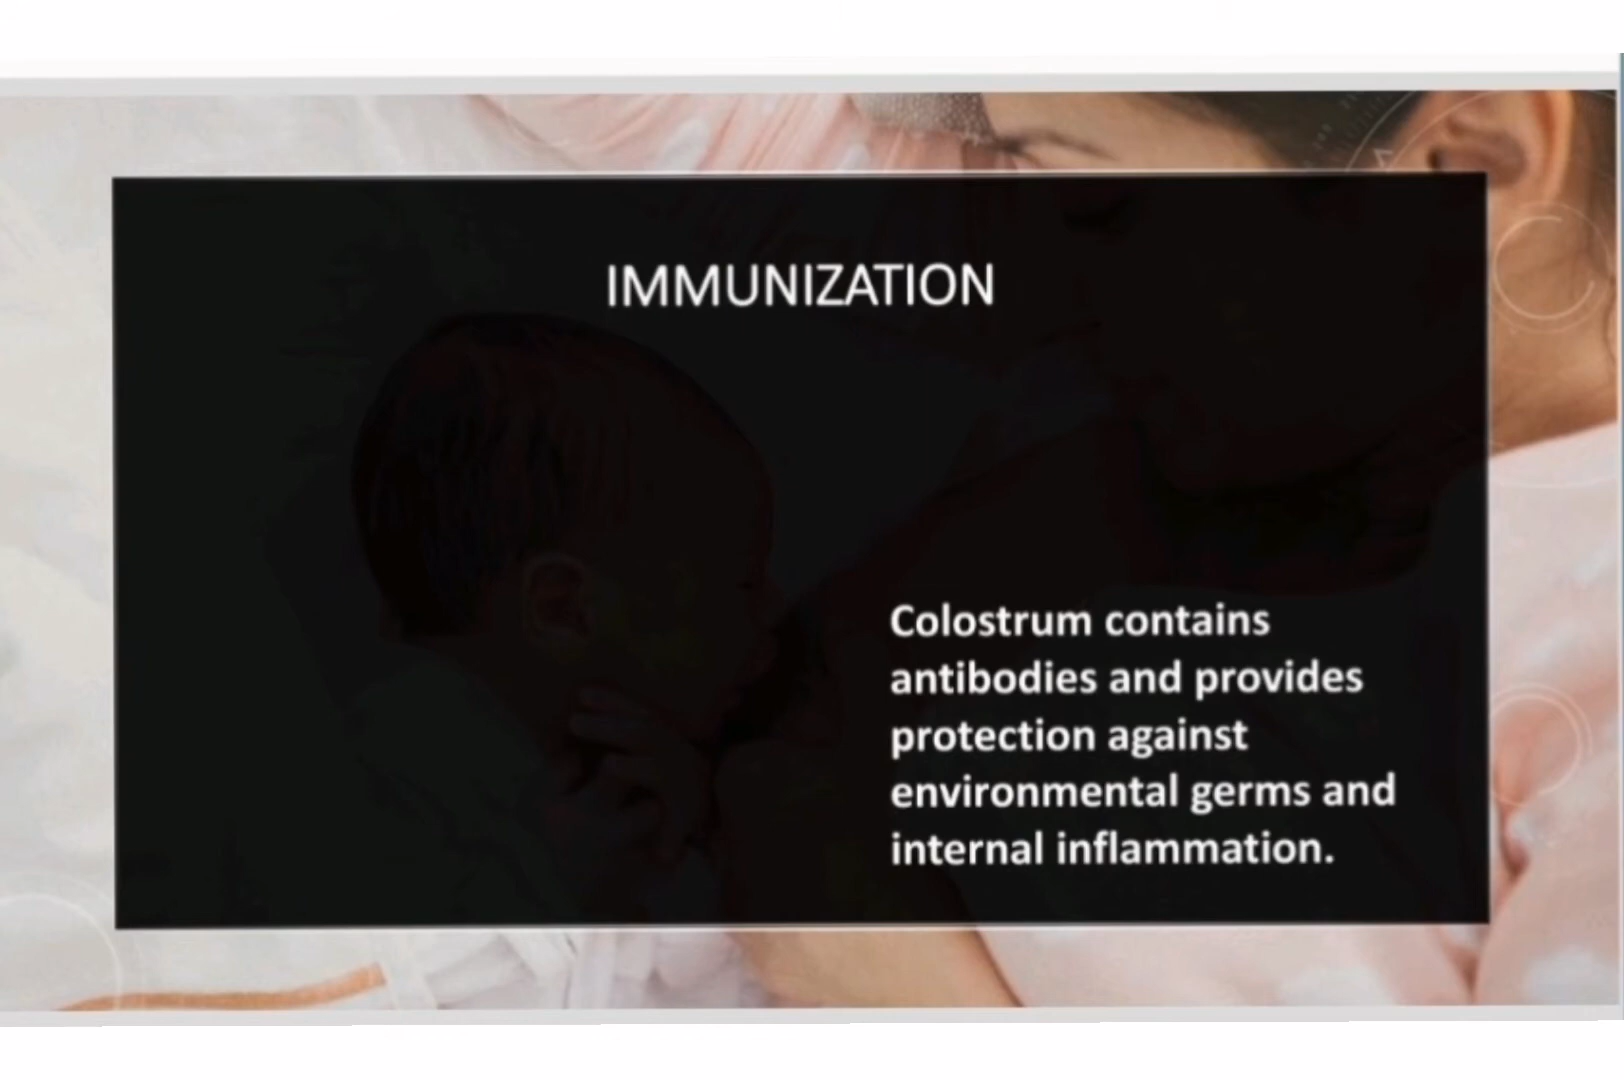 IMMUNIZATION
Colostrum contains
antibodies and provides
protection against
environmental germs and
internal inflammation.